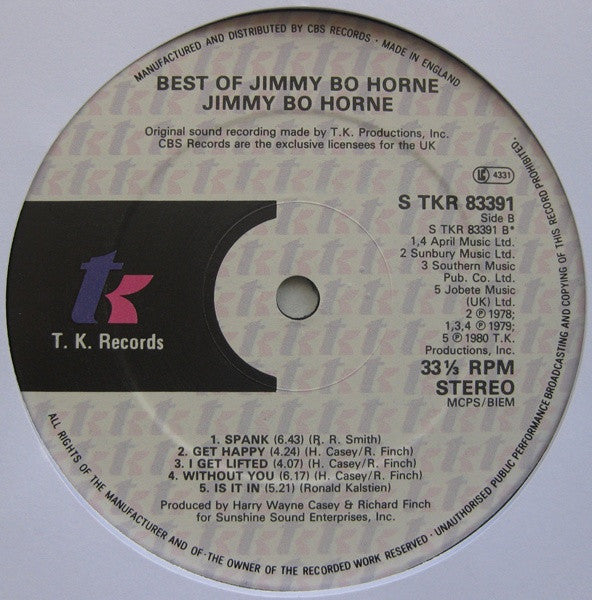 MANUFACTURED AND DISTRIBUTED BY CBS RECORDS • MADE IN ENGLAND
BEST OF JIMMY BO HORNE
JIMMY BO HORNE
Original sound recording made by T.K. Productions, Inc.
CBS Records are the exclusive licensees for the UK
LC 4331
S TKR 83391
Side B
S TKR 83391 B*
1,4 April Music Ltd.
2 Sunbury Music Ltd.
3 Southern Music
Pub. Co. Ltd.
5 Jobete Music
(UK) Ltd.
2 ℗ 1978;
1,3,4 ℗ 1979;
5 ℗ 1980 T.K.
Productions, Inc.
33⅓ RPM
STEREO
MCPS/BIEM
tk
T. K. Records
1. SPANK (6.43) (R. R. Smith)
2. GET HAPPY (4.24) (H. Casey/R. Finch)
3. I GET LIFTED (4.07) (H. Casey/R. Finch)
4. WITHOUT YOU (6.17) (H. Casey/R. Finch)
5. IS IT IN (5.21) (Ronald Kalstien)
Produced by Harry Wayne Casey & Richard Finch
for Sunshine Sound Enterprises, Inc.
ALL RIGHTS OF THE MANUFACTURER AND OF THE OWNER OF THE RECORDED WORK RESERVED • UNAUTHORISED PUBLIC PERFORMANCE BROADCASTING AND COPYING OF THIS RECORD PROHIBITED.